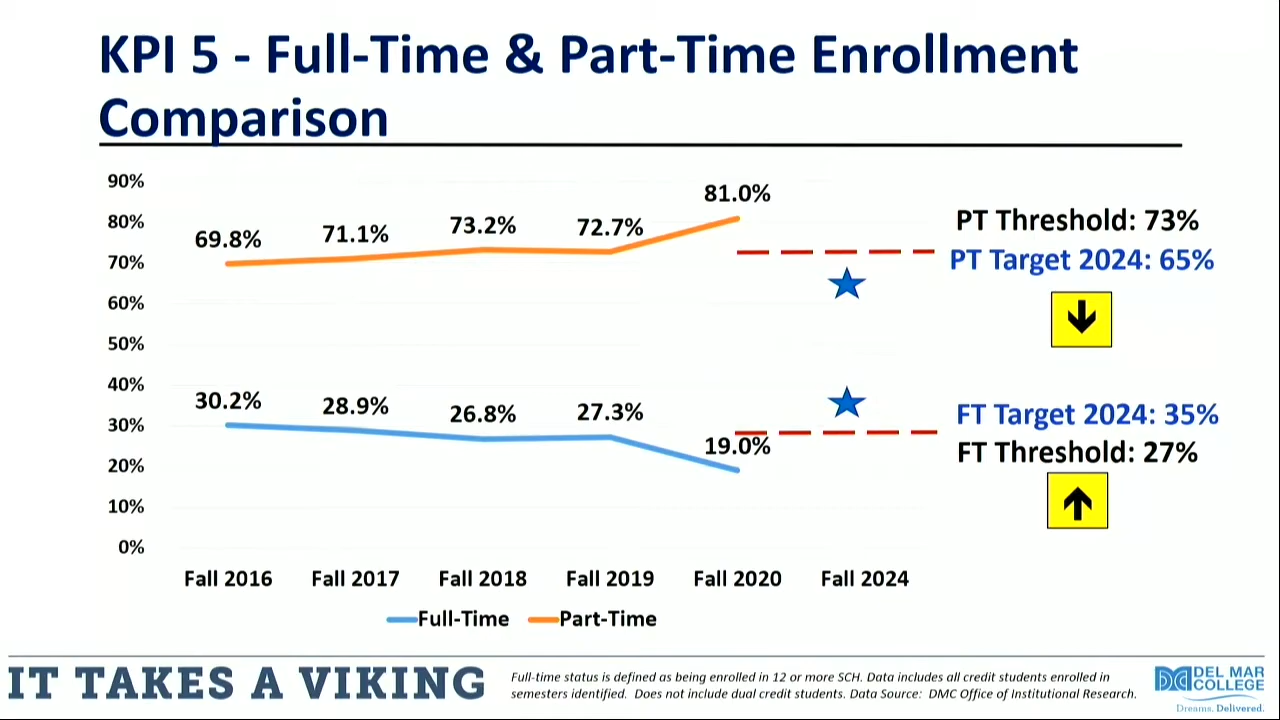 KPI 5 - Full-Time & Part-Time Enrollment
Comparison
90%
80%
70%
60%
50%
40%
30%
20%
10%
0%
69.8%
71.1%
73.2%
72.7%
81.0%
30.2%
28.9%
26.8%
27.3%
19.0%
PT Threshold: 73%
PT Target 2024: 65%
FT Target 2024: 35%
FT Threshold: 27%
Fall 2016
Fall 2017
Fall 2018
Fall 2019
Fall 2020
Fall 2024
Full-Time
Part-Time
IT TAKES A VIKING
Full-time status is defined as being enrolled in 12 or more SCH. Data includes all credit students enrolled in
semesters identified. Does not include dual credit students. Data Source: DMC Office of Institutional Research.
DEL MAR
COLLEGE
Dreams. Delivered.